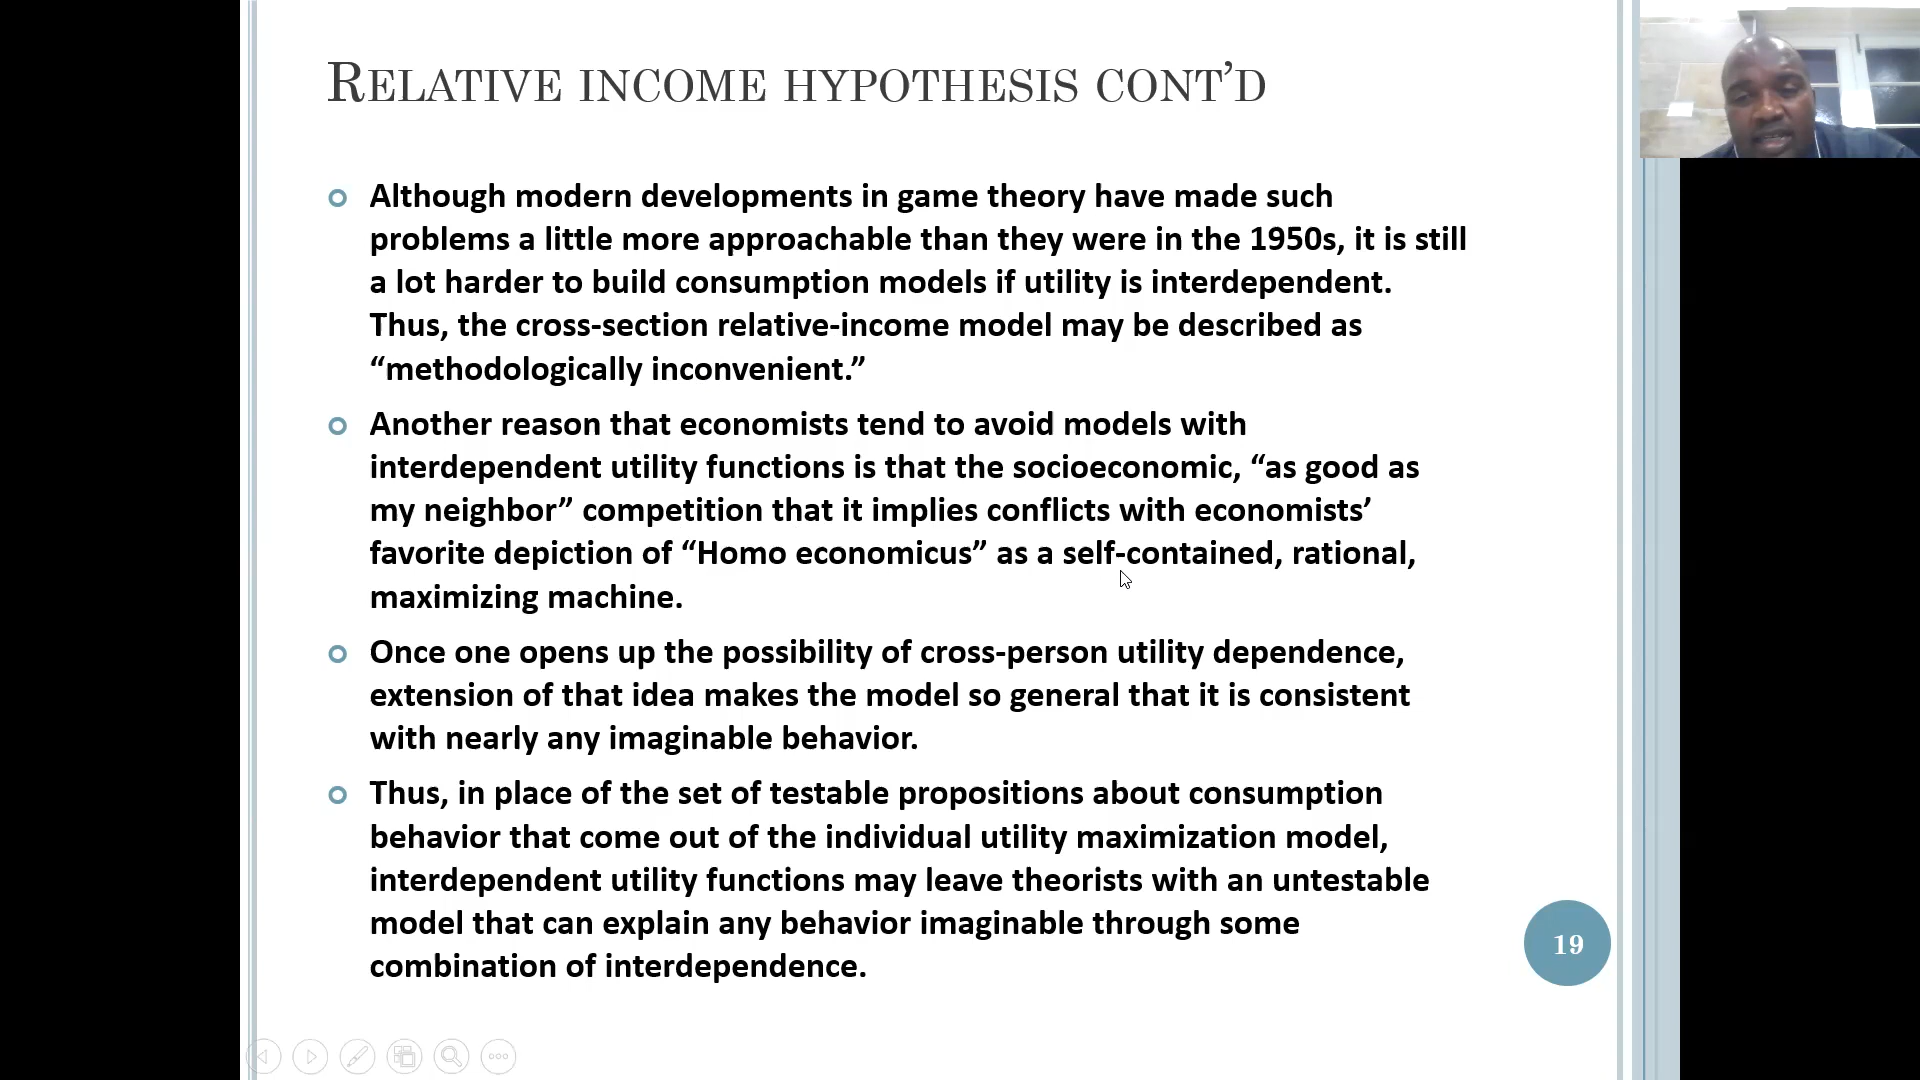 RELATIVE INCOME HYPOTHESIS CONT’D
Although modern developments in game theory have made such
problems a little more approachable than they were in the 1950s, it is still
a lot harder to build consumption models if utility is interdependent.
Thus, the cross-section relative-income model may be described as
“methodologically inconvenient.”
Another reason that economists tend to avoid models with
interdependent utility functions is that the socioeconomic, “as good as
my neighbor” competition that it implies conflicts with economists’
favorite depiction of “Homo economicus” as a self-contained, rational,
maximizing machine.
Once one opens up the possibility of cross-person utility dependence,
extension of that idea makes the model so general that it is consistent
with nearly any imaginable behavior.
Thus, in place of the set of testable propositions about consumption
behavior that come out of the individual utility maximization model,
interdependent utility functions may leave theorists with an untestable
model that can explain any behavior imaginable through some
combination of interdependence.
19